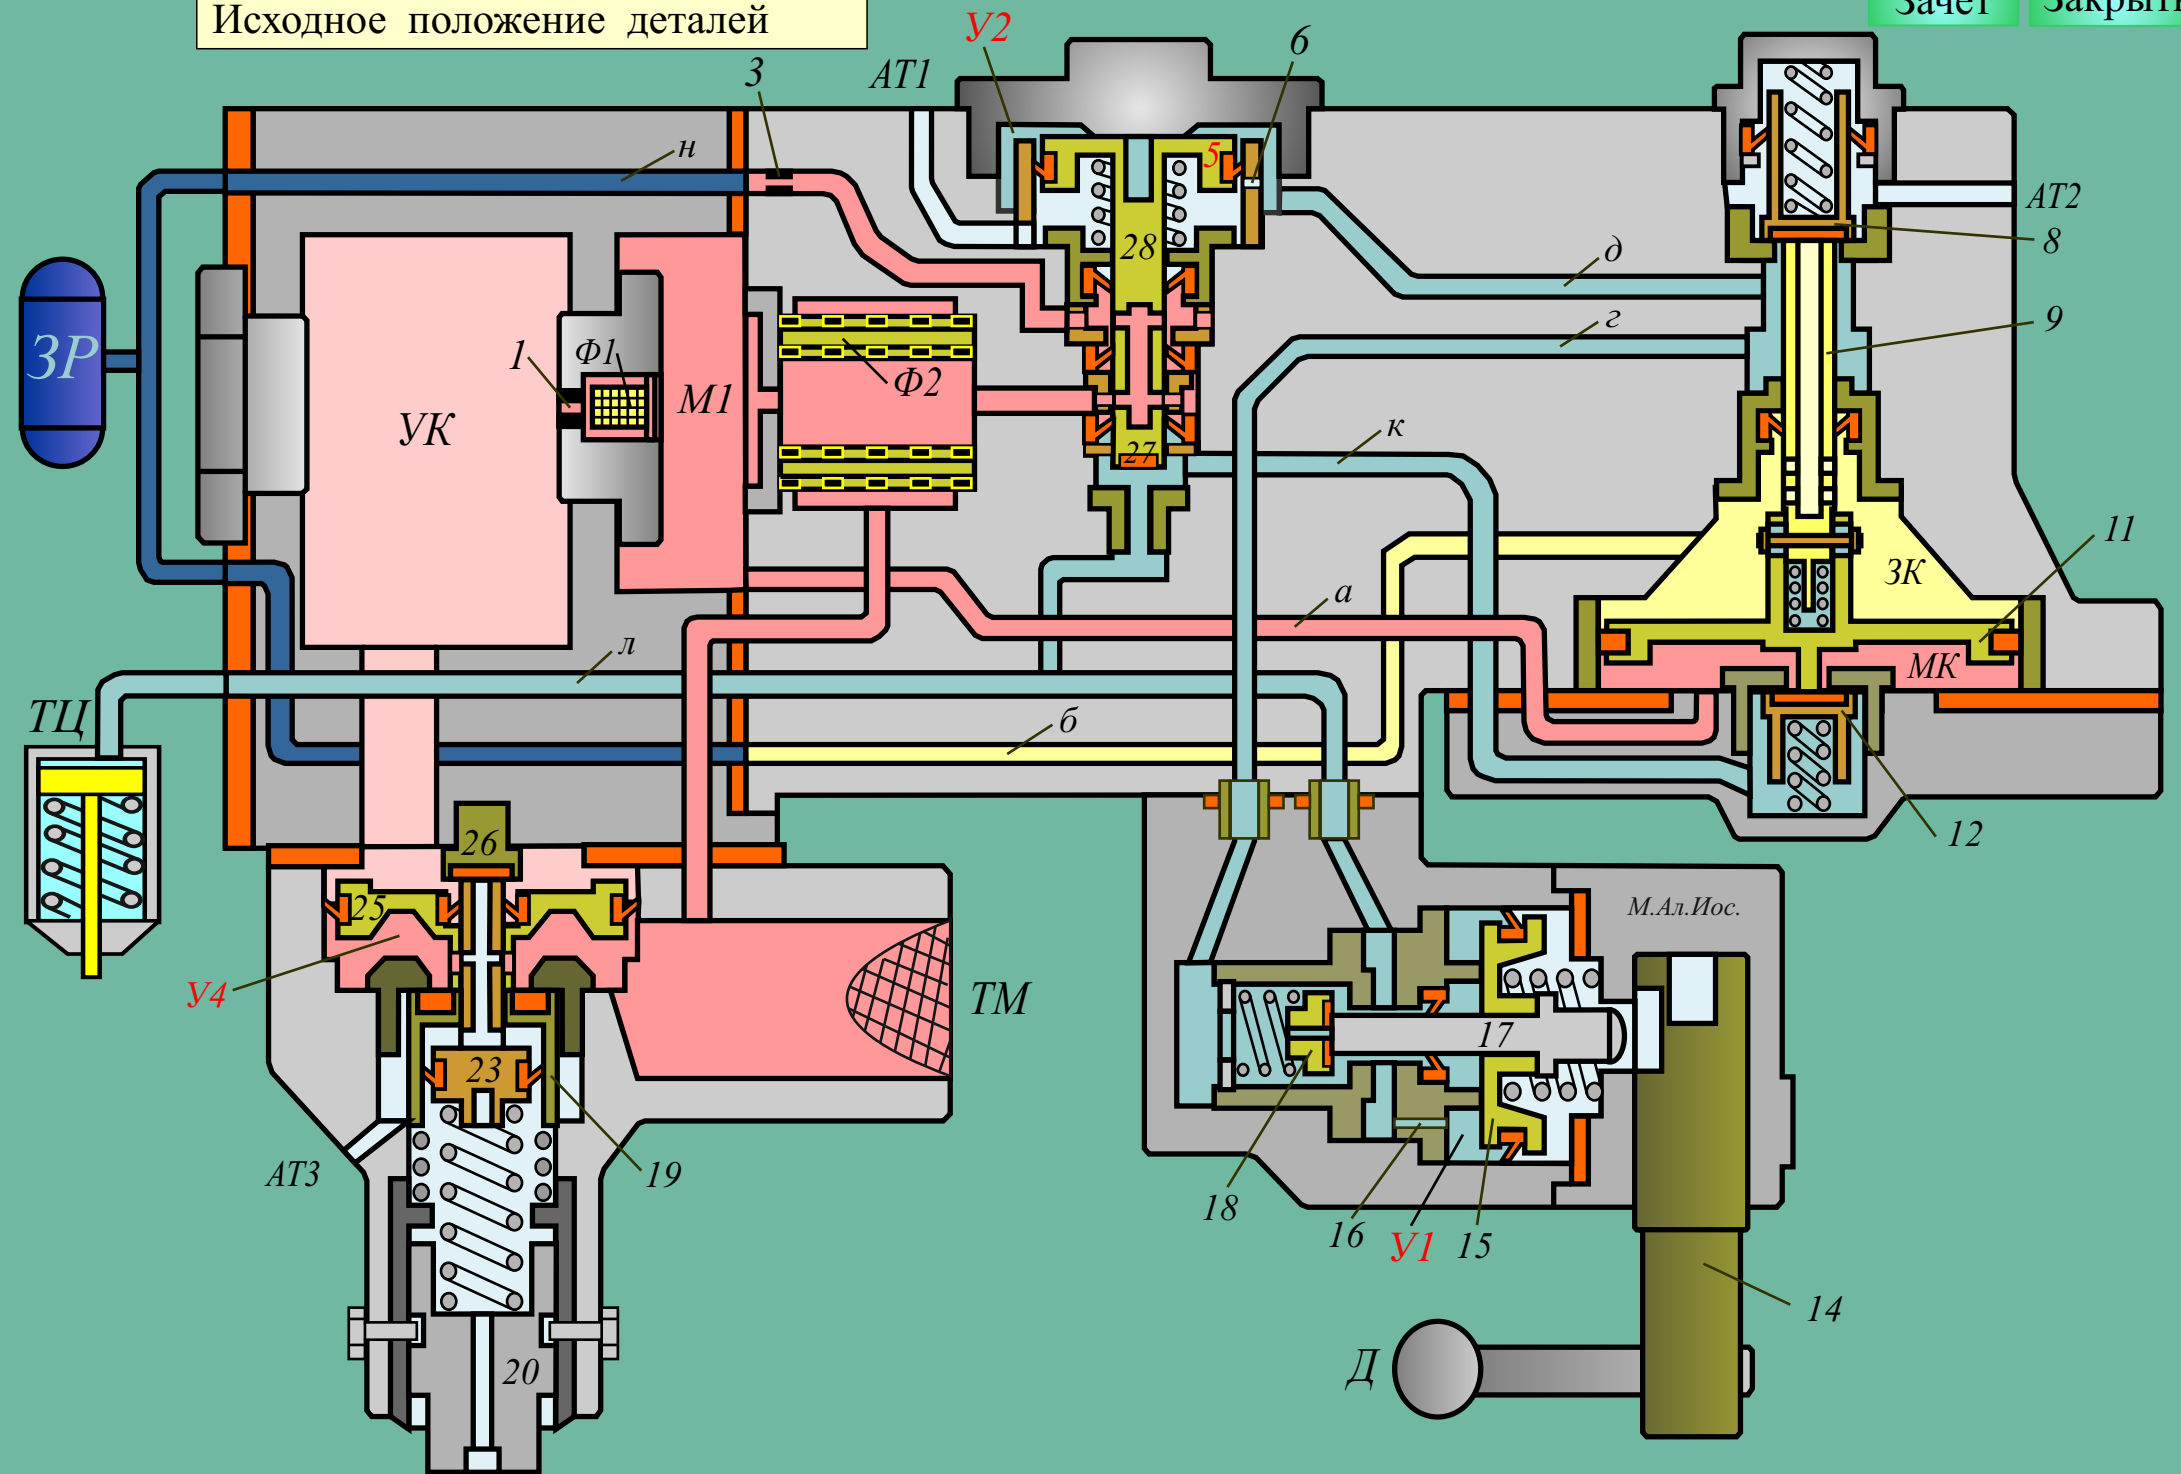 Исходное положение деталей
Зачет
Закрыть
У2
6
3
АТ1
н
5
АТ2
28
8
д
9
г
ЗР
1
Ф1
Ф2
М1
УК
к
27
11
ЗК
а
л
МК
ТЦ
б
12
26
25
М.Ал.Иос.
У4
ТМ
17
23
АТ3
19
18
16
У1
15
14
Д
20